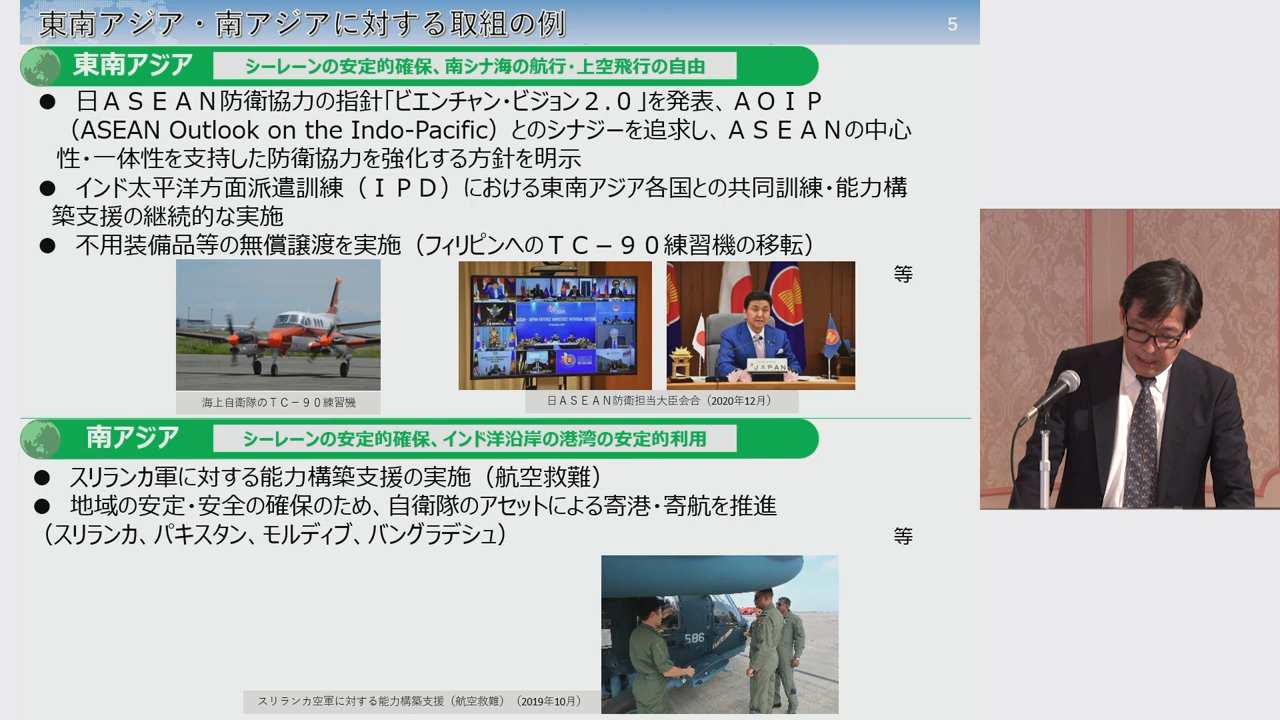 東南アジア・南アジアに対する取組の例
5
東南アジア
シーレーンの安定的確保、南シナ海の航行・上空飛行の自由
● 日ＡＳＥＡＮ防衛協力の指針「ビエンチャン・ビジョン２．０」を発表、ＡＯＩＰ
（ASEAN Outlook on the Indo-Pacific）とのシナジーを追求し、ＡＳＥＡＮの中心
性・一体性を支持した防衛協力を強化する方針を明示
● インド太平洋方面派遣訓練（ＩＰＤ）における東南アジア各国との共同訓練・能力構
築支援の継続的な実施
● 不用装備品等の無償譲渡を実施（フィリピンへのＴＣ－９０練習機の移転）
等
JAPAN
海上自衛隊のＴＣ－９０練習機
日ＡＳＥＡＮ防衛担当大臣会合（2020年12月）
南アジア
シーレーンの安定的確保、インド洋沿岸の港湾の安定的利用
● スリランカ軍に対する能力構築支援の実施（航空救難）
● 地域の安定・安全の確保のため、自衛隊のアセットによる寄港・寄航を推進
（スリランカ、パキスタン、モルディブ、バングラデシュ）
等
586
スリランカ空軍に対する能力構築支援（航空救難）（2019年10月）